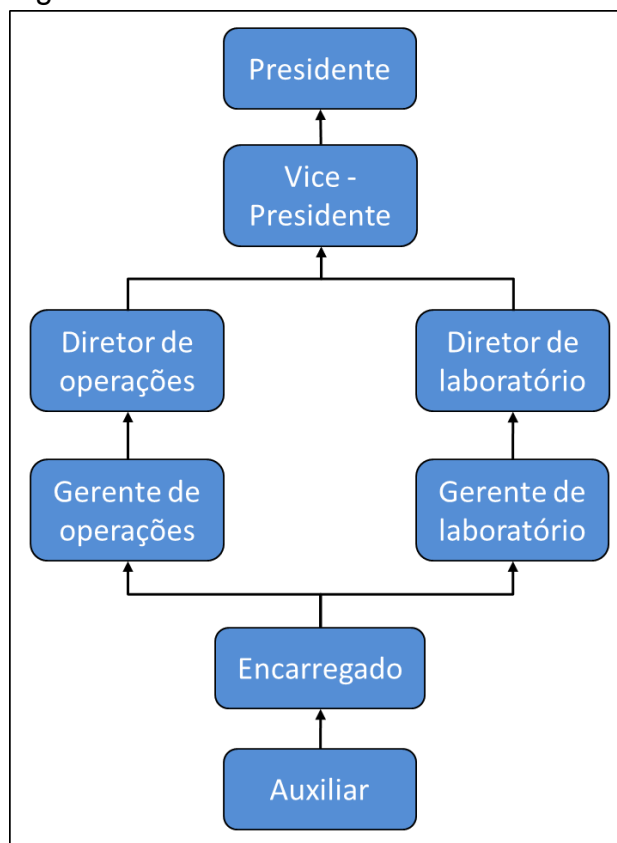 Presidente
Vice -
Presidente
Diretor de
operações
Diretor de
laboratório
Gerente de
operações
Gerente de
laboratório
Encarregado
Auxiliar